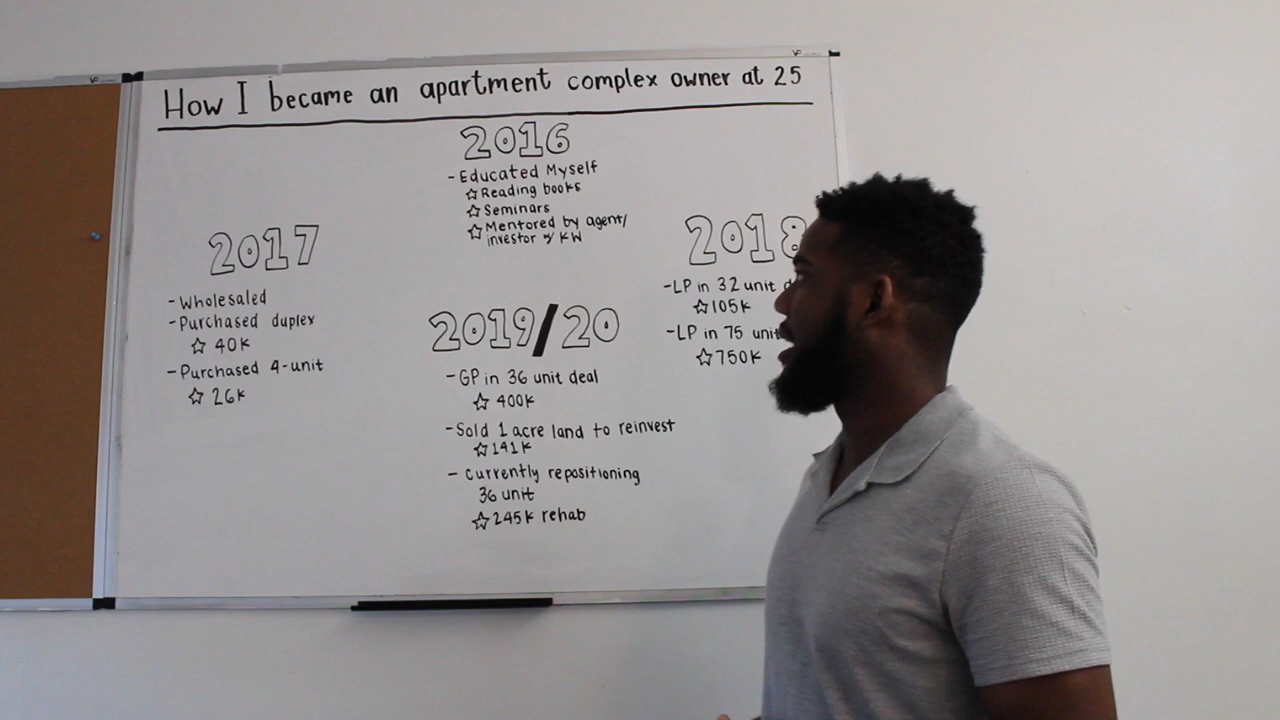 How I became an apartment complex owner at 25
2016
- Educated Myself
☆ Reading books
☆ Seminars
☆ Mentored by agent/
investor w/ KW
2017
- Wholesaled
- Purchased duplex
☆ 40K
- Purchased 4-unit
☆ 26K
2018
- LP in 32 unit
☆ 105K
- LP in 75 unit
☆ 750K
2019/20
- GP in 36 unit deal
☆ 400K
- Sold 1 acre land to reinvest
☆ 141K
- Currently repositioning
36 unit
☆ 245K rehab